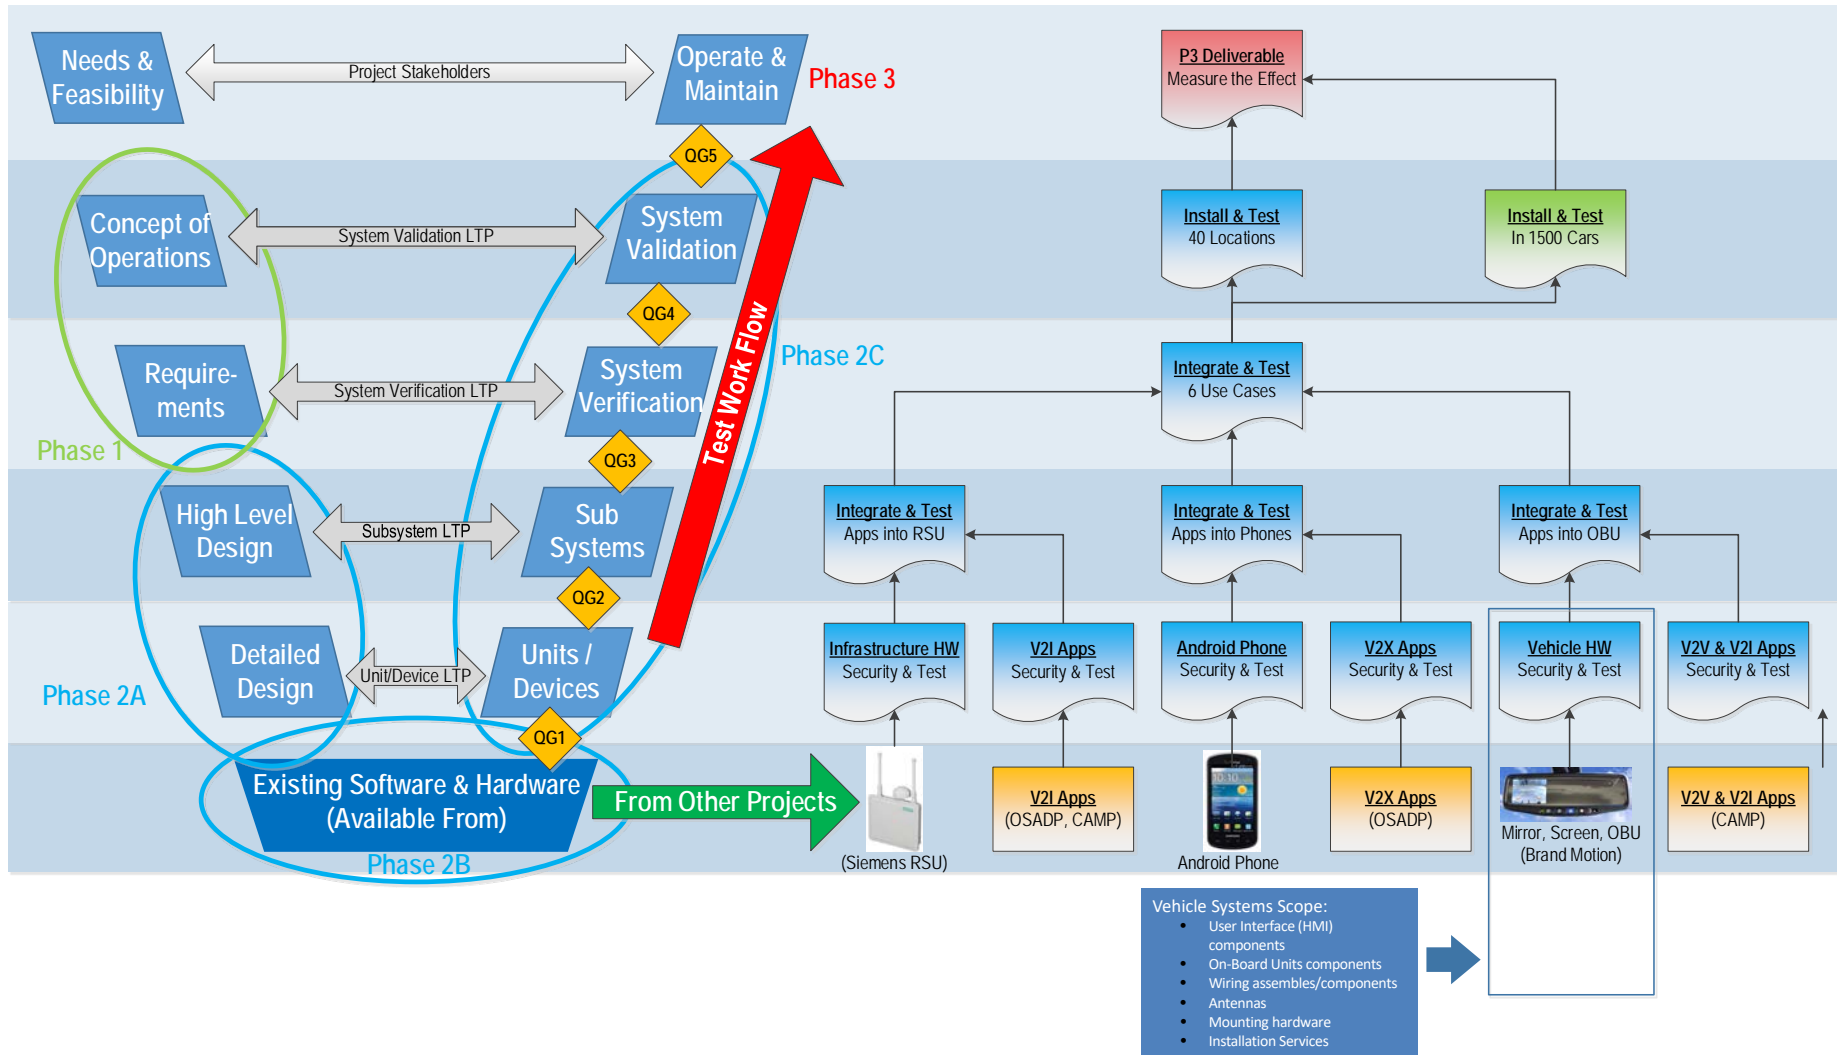 Needs &
Feasibility
Project Stakeholders
Operate &
Maintain
Phase 3
QG5
Concept of
Operations
System Validation LTP
System
Validation
QG4
Require-
ments
System Verification LTP
System
Verification
Phase 2C
Phase 1
QG3
Test Work Flow
High Level
Design
Subsystem LTP
Sub
Systems
QG2
Detailed
Design
Unit/Device LTP
Units /
Devices
Phase 2A
QG1
Existing Software & Hardware
(Available From)
Phase 2B
From Other Projects
P3 Deliverable
Measure the Effect
Install & Test
40 Locations
Install & Test
In 1500 Cars
Integrate & Test
6 Use Cases
Integrate & Test
Apps into RSU
Integrate & Test
Apps into Phones
Integrate & Test
Apps into OBU
Infrastructure HW
Security & Test
V2I Apps
Security & Test
Android Phone
Security & Test
V2X Apps
Security & Test
Vehicle HW
Security & Test
V2V & V2I Apps
Security & Test
(Siemens RSU)
V2I Apps
(OSADP, CAMP)
10:10
Android Phone
V2X Apps
(OSADP)
Mirror, Screen, OBU
(Brand Motion)
V2V & V2I Apps
(CAMP)
Vehicle Systems Scope:
• User Interface (HMI)
components
• On-Board Units components
• Wiring assembles/components
• Antennas
• Mounting hardware
• Installation Services